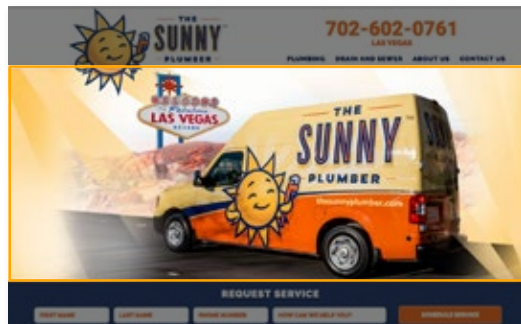 THE
SUNNY
PLUMBER
702-602-0761
LAS VEGAS
PLUMBING DRAIN AND SEWER ABOUT US CONTACT US
WELCOME
TO Fabulous
LAS VEGAS
NEVADA
THE
SUNNY
PLUMBER
thesunnyplumber.com
REQUEST SERVICE
FIRST NAME LAST NAME PHONE NUMBER HOW CAN WE HELP YOU? SCHEDULE SERVICE